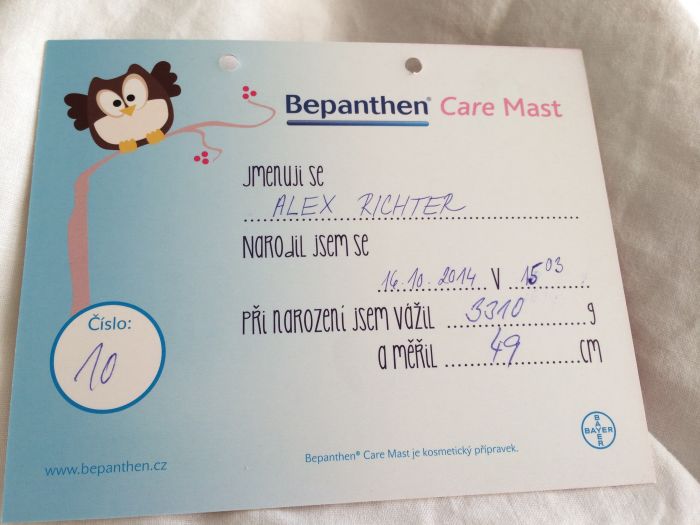 Bepanthen® Care Mast
Jmenuji se
ALEX RICHTER
Narodil jsem se
16.10.2014 v 15 03
Při narození jsem vážil 3310 g
a měřil 49 cm
Číslo:
10
www.bepanthen.cz
Bepanthen® Care Mast je kosmetický přípravek.
BAYER
BAYER